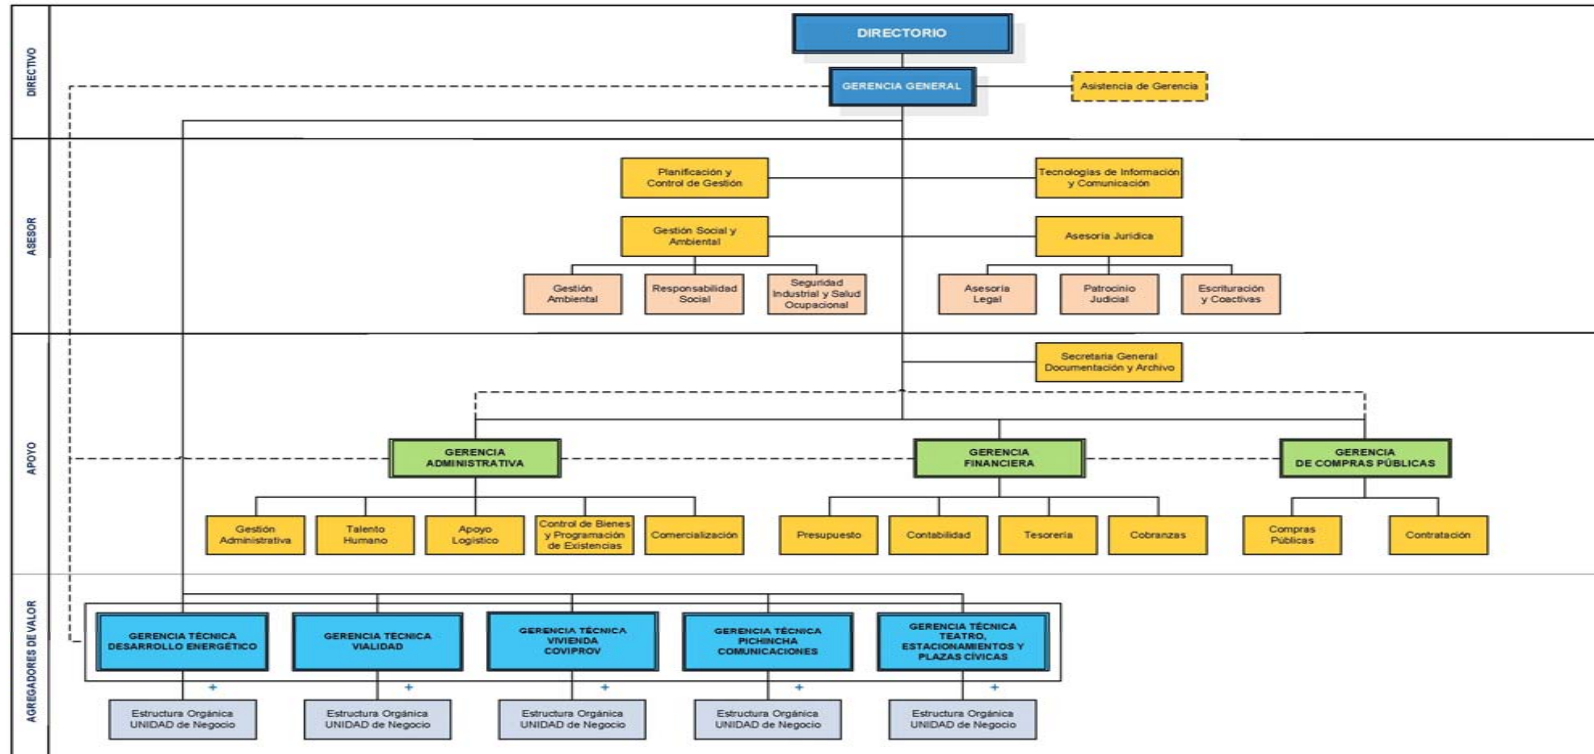 DIRECTIVO
DIRECTORIO
GERENCIA GENERAL
Asistencia de Gerencia
ASESOR
Planificación y
Control de Gestión
Tecnologías de Información
y Comunicación
Gestión Social y
Ambiental
Asesoría Jurídica
Gestión
Ambiental
Responsabilidad
Social
Seguridad
Industrial y Salud
Ocupacional
Asesoría
Legal
Patrocinio
Judicial
Escrituración
y Coactivas
APOYO
Secretaria General
Documentación y Archivo
GERENCIA
ADMINISTRATIVA
GERENCIA
FINANCIERA
GERENCIA
DE COMPRAS PÚBLICAS
Gestión
Administrativa
Talento
Humano
Apoyo
Logístico
Control de Bienes
y Programación
de Existencias
Comercialización
Presupuesto
Contabilidad
Tesorería
Cobranzas
Compras
Públicas
Contratación
AGREGADORES DE VALOR
GERENCIA TÉCNICA
DESARROLLO ENERGÉTICO
GERENCIA TÉCNICA
VIALIDAD
GERENCIA TÉCNICA
VIVIENDA
COVIPROV
GERENCIA TÉCNICA
PICHINCHA
COMUNICACIONES
GERENCIA TÉCNICA
TEATRO,
ESTACIONAMIENTOS Y
PLAZAS CÍVICAS
+
+
+
+
+
Estructura Orgánica
UNIDAD de Negocio
Estructura Orgánica
UNIDAD de Negocio
Estructura Orgánica
UNIDAD de Negocio
Estructura Orgánica
UNIDAD de Negocio
Estructura Orgánica
UNIDAD de Negocio